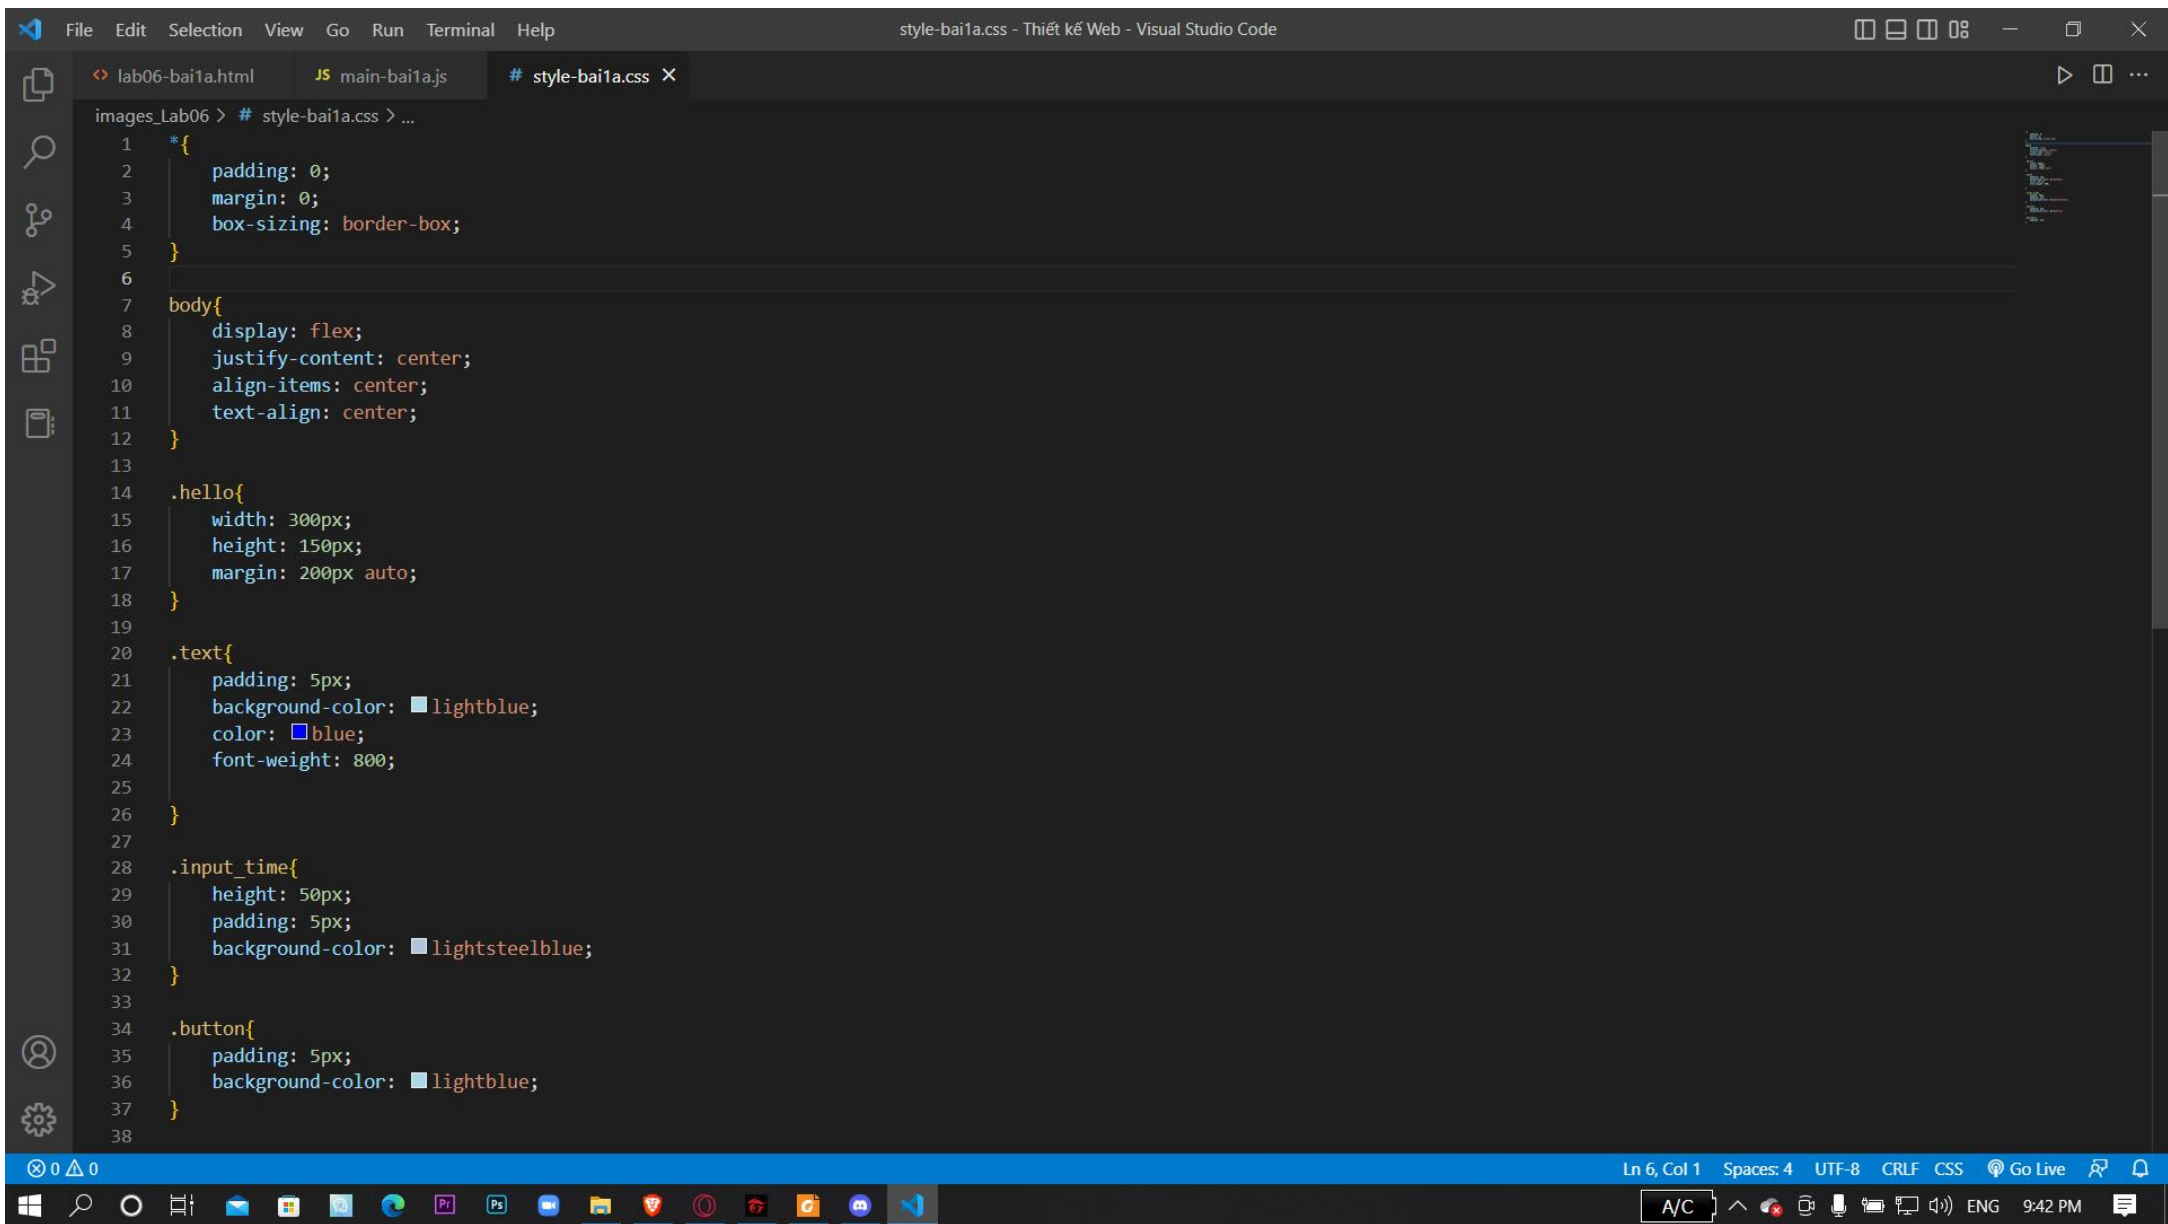 File Edit Selection View Go Run Terminal Help
style-bai1a.css - Thiết kế Web - Visual Studio Code
<> lab06-bai1a.html JS main-bai1a.js # style-bai1a.css
images_Lab06 > # style-bai1a.css > ...
1 *{
2 padding: 0;
3 margin: 0;
4 box-sizing: border-box;
5 }
6
7 body{
8 display: flex;
9 justify-content: center;
10 align-items: center;
11 text-align: center;
12 }
13
14 .hello{
15 width: 300px;
16 height: 150px;
17 margin: 200px auto;
18 }
19
20 .text{
21 padding: 5px;
22 background-color: lightblue;
23 color: blue;
24 font-weight: 800;
25
26 }
27
28 .input_time{
29 height: 50px;
30 padding: 5px;
31 background-color: lightsteelblue;
32 }
33
34 .button{
35 padding: 5px;
36 background-color: lightblue;
37 }
38
0 0 Ln 6, Col 1 Spaces: 4 UTF-8 CRLF CSS Go Live
Pr Ps A/C ENG 9:42 PM